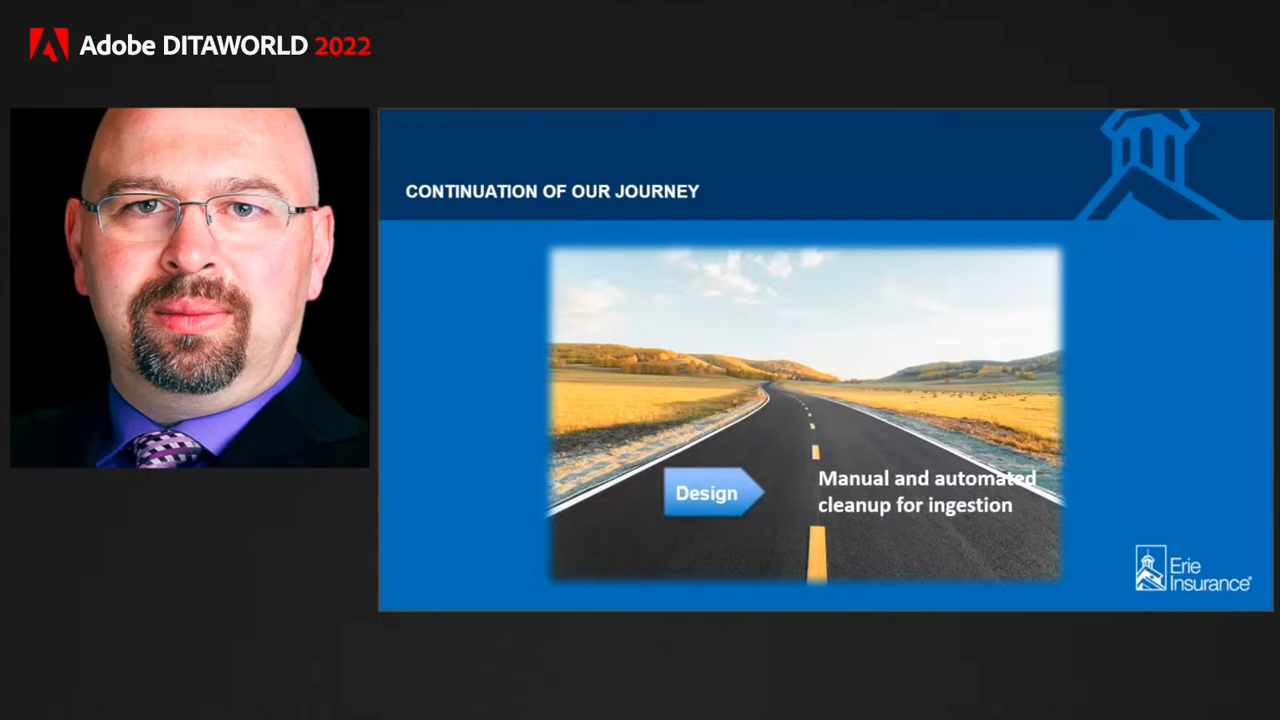 Adobe DITAWORLD 2022
CONTINUATION OF OUR JOURNEY
Design
Manual and automated
cleanup for ingestion
Erie
Insurance®